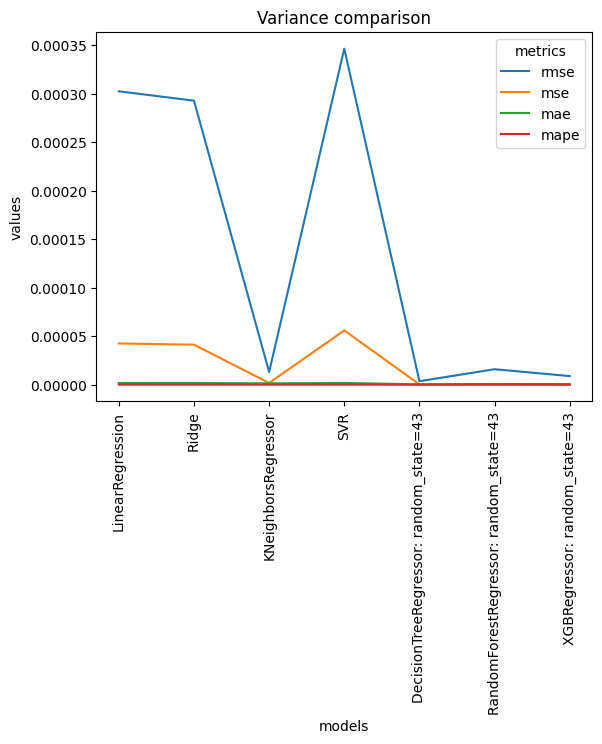 Variance comparison
metrics
rmse
mse
mae
mape
values
0.00035
0.00030
0.00025
0.00020
0.00015
0.00010
0.00005
0.00000
LinearRegression
Ridge
KNeighborsRegressor
SVR
DecisionTreeRegressor: random_state=43
RandomForestRegressor: random_state=43
XGBRegressor: random_state=43
models